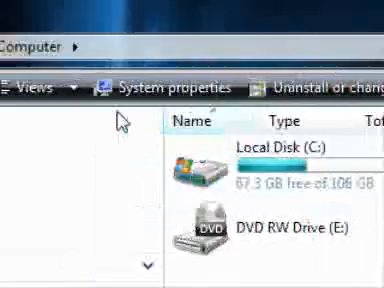 Computer
Views System properties Uninstall or chang
Name Type Tot
Local Disk (C:)
67.3 GB free of 106 GB
DVD RW Drive (E:)
DVD